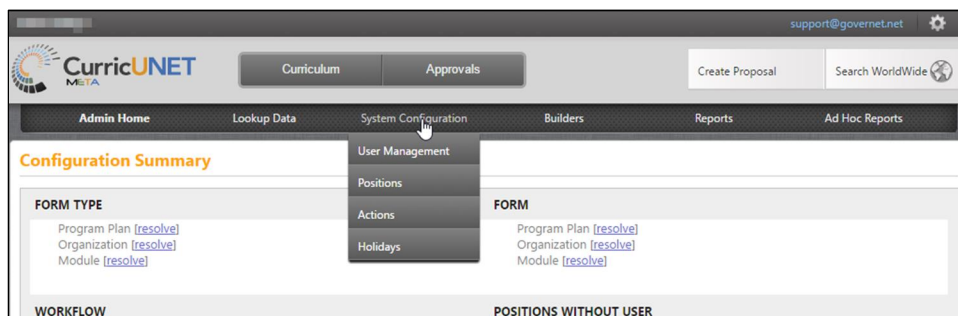 support@governet.net
CurricUNET
META
Curriculum Approvals
Create Proposal Search WorldWide
Admin Home Lookup Data System Configuration Builders Reports Ad Hoc Reports
User Management
Configuration Summary
Positions
FORM TYPE FORM
Actions
Program Plan [resolve] Program Plan [resolve]
Organization [resolve] Organization [resolve]
Holidays
Module [resolve] Module [resolve]
WORKFLOW POSITIONS WITHOUT USER